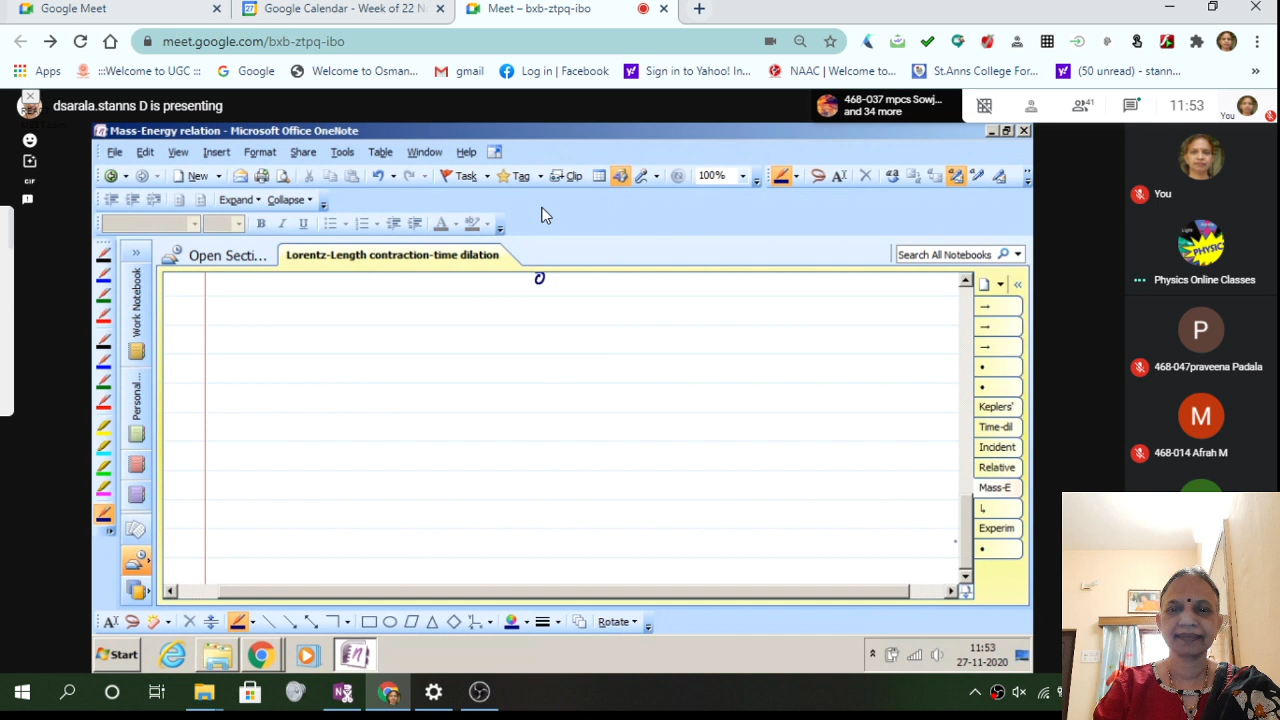 Google Meet
Google Calendar - Week of 22 N
Meet – bxb-ztpq-ibo
meet.google.com/bxb-ztpq-ibo
Apps
:::Welcome to UGC :::
Google
Welcome to Osman...
gmail
Log in | Facebook
Sign in to Yahoo! In...
NAAC | Welcome to...
St.Anns College For...
(50 unread) - stann...
dsarala.stanns D is presenting
468-037 mpcs Sowj...
and 34 more
41
11:53
You
Mass-Energy relation - Microsoft Office OneNote
File Edit View Insert Format Share Tools Table Window Help
New
Task
Tag
Clip
100%
Expand
Collapse
B I U
GIF
Open Secti...
Lorentz-Length contraction-time dilation
Search All Notebooks
Work Notebook
Personal...
Keplers'
Time-dil
Incident
Relative
Mass-E
Experim
You
PHYSIC
Physics Online Classes
P
468-047praveena Padala
M
468-014 Afrah M
Rotate
Start
11:53
27-11-2020